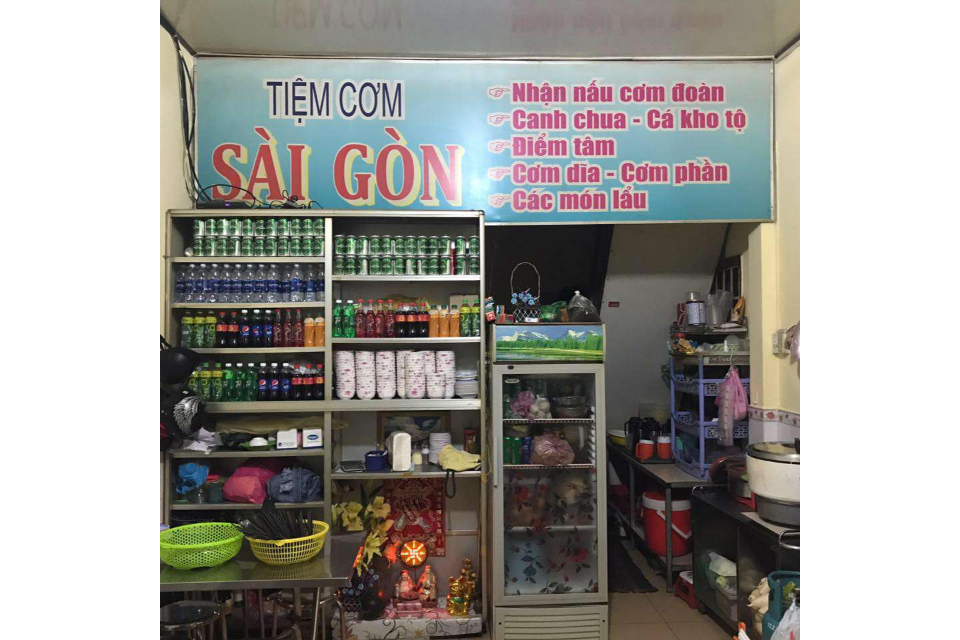 TIỆM CƠM
SÀI GÒN
Nhận nấu cơm đoàn
Canh chua - Cá kho tộ
Điểm tâm
Cơm dĩa - Cơm phần
Các món lẩu